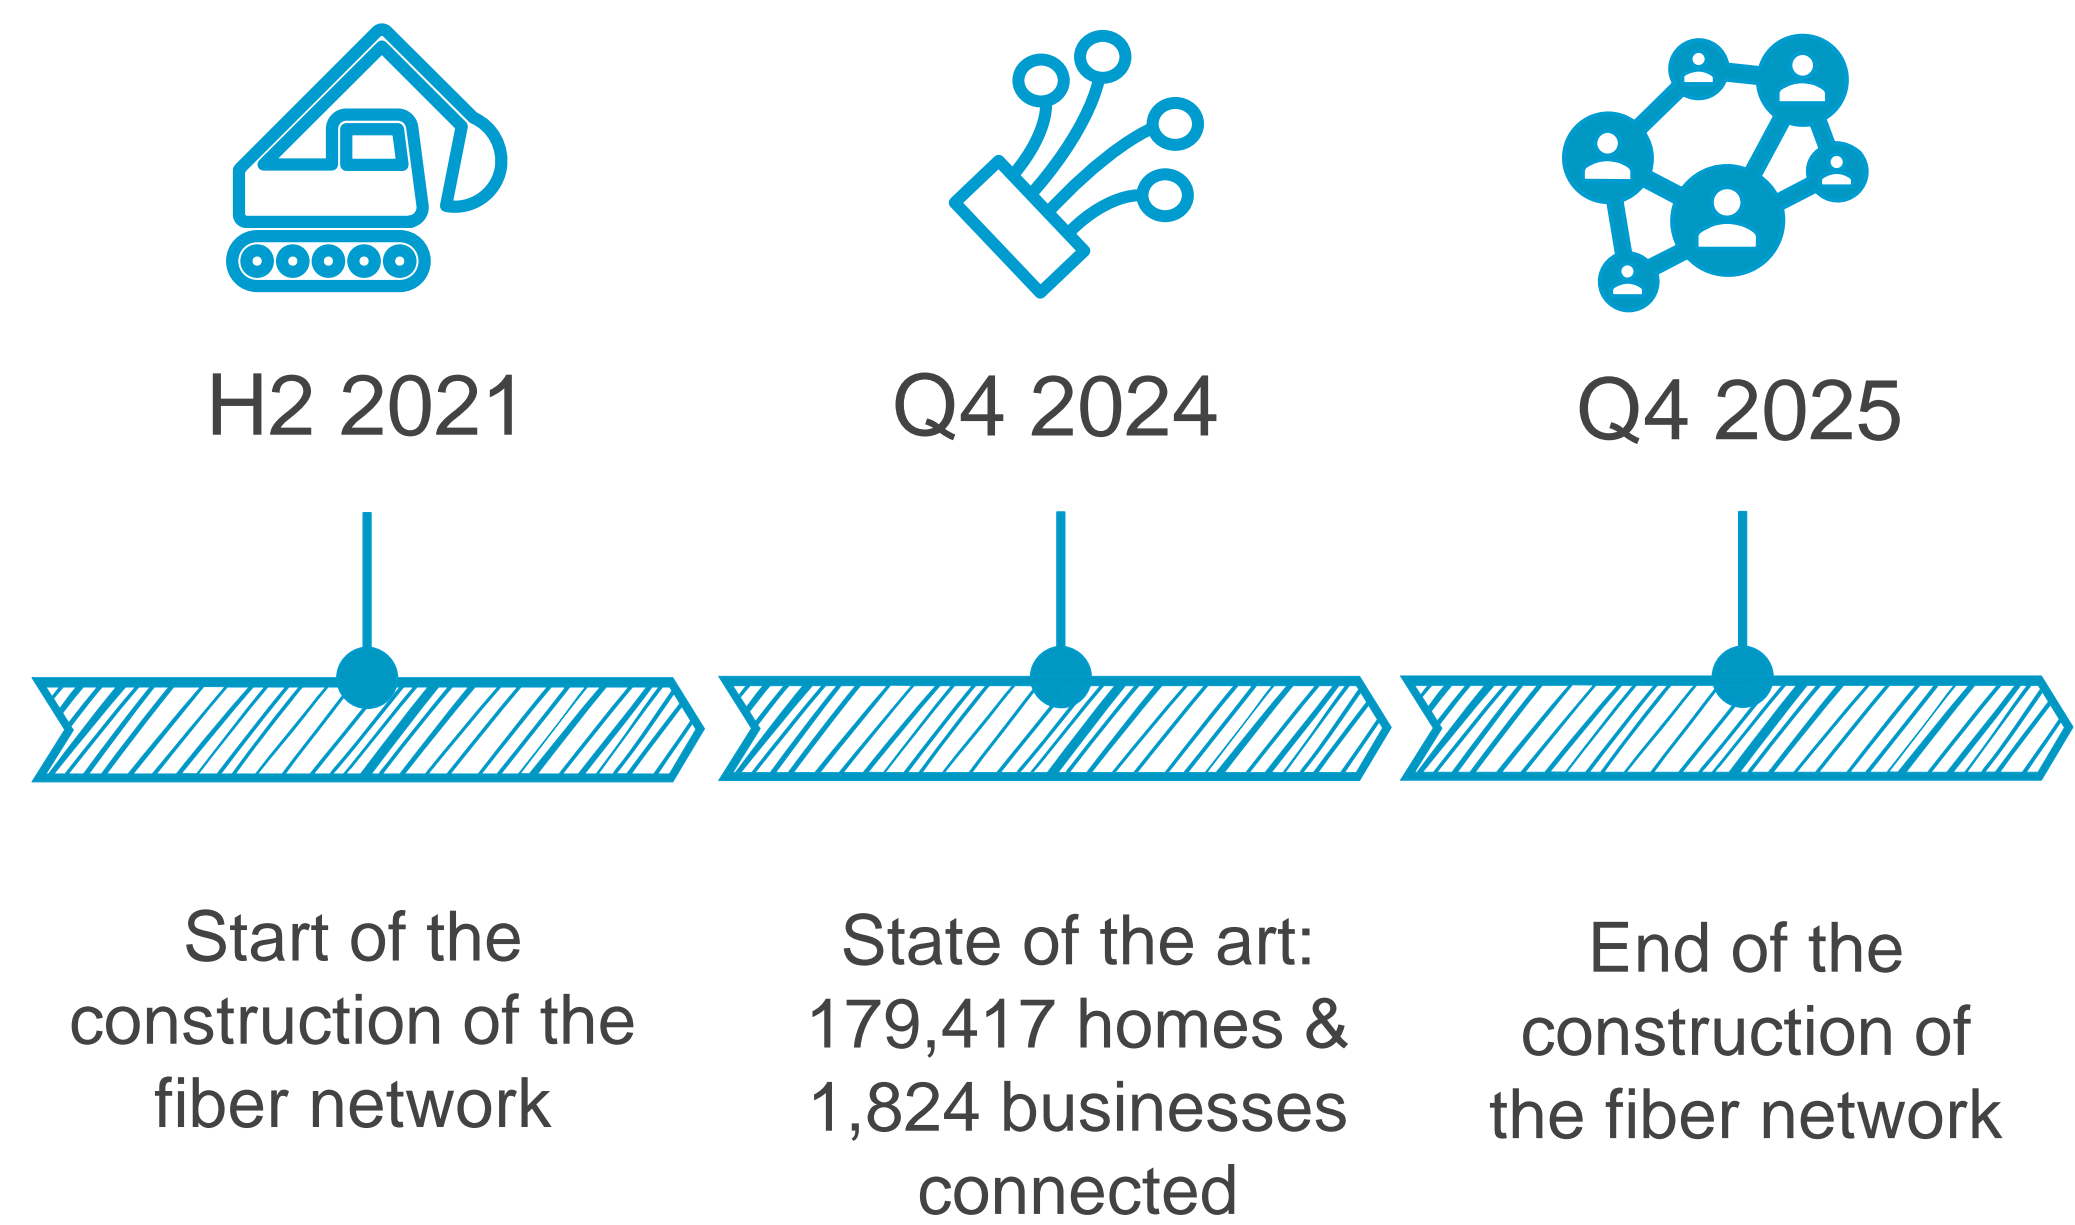 H2 2021
Q4 2024
Q4 2025
Start of the
construction of the
fiber network
State of the art:
179,417 homes &
1,824 businesses
connected
End of the
construction of
the fiber network